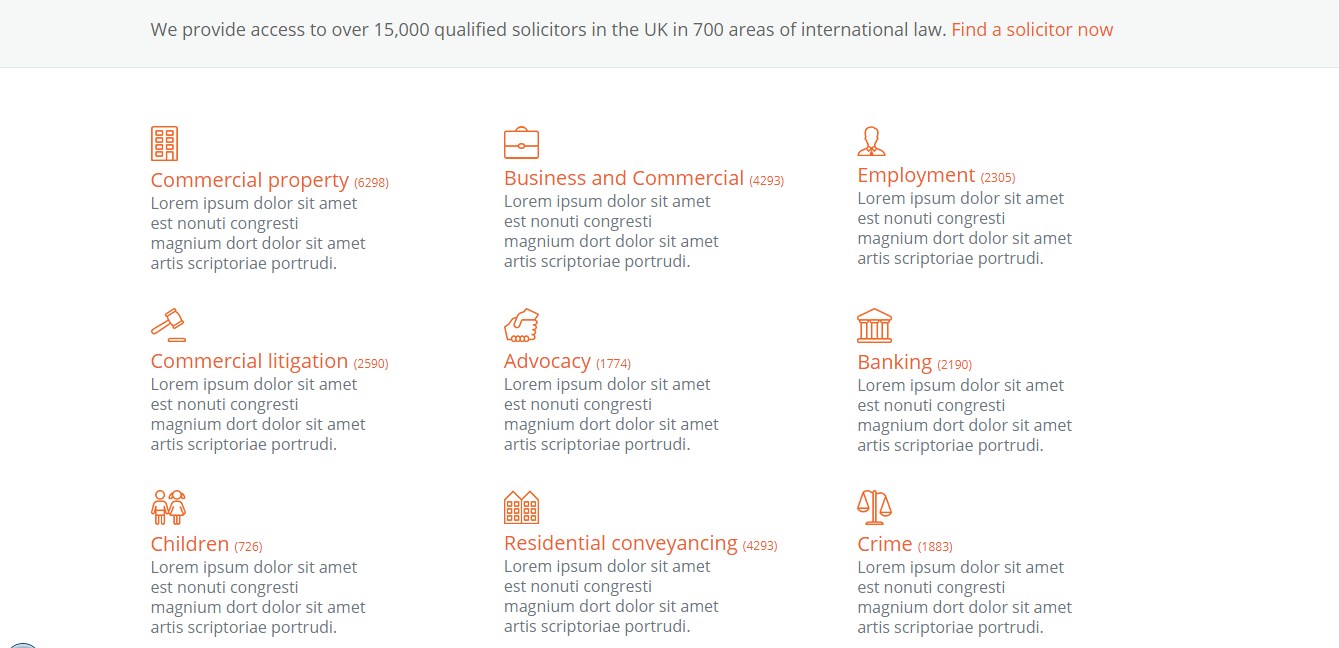 We provide access to over 15,000 qualified solicitors in the UK in 700 areas of international law. Find a solicitor now
Commercial property (6298)
Lorem ipsum dolor sit amet
est nonuti congresti
magnium dort dolor sit amet
artis scriptoriae portrudi.
Business and Commercial (4293)
Lorem ipsum dolor sit amet
est nonuti congresti
magnium dort dolor sit amet
artis scriptoriae portrudi.
Employment (2305)
Lorem ipsum dolor sit amet
est nonuti congresti
magnium dort dolor sit amet
artis scriptoriae portrudi.
Commercial litigation (2590)
Lorem ipsum dolor sit amet
est nonuti congresti
magnium dort dolor sit amet
artis scriptoriae portrudi.
Advocacy (1774)
Lorem ipsum dolor sit amet
est nonuti congresti
magnium dort dolor sit amet
artis scriptoriae portrudi.
Banking (2190)
Lorem ipsum dolor sit amet
est nonuti congresti
magnium dort dolor sit amet
artis scriptoriae portrudi.
Children (726)
Lorem ipsum dolor sit amet
est nonuti congresti
magnium dort dolor sit amet
artis scriptoriae portrudi.
Residential conveyancing (4293)
Lorem ipsum dolor sit amet
est nonuti congresti
magnium dort dolor sit amet
artis scriptoriae portrudi.
Crime (1883)
Lorem ipsum dolor sit amet
est nonuti congresti
magnium dort dolor sit amet
artis scriptoriae portrudi.